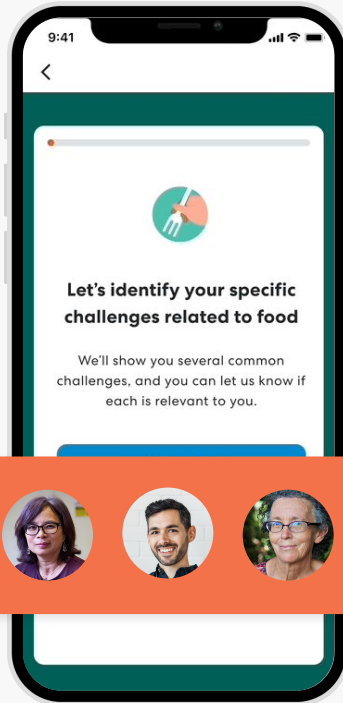 9:41
Let's identify your specific
challenges related to food
We'll show you several common
challenges, and you can let us know if
each is relevant to you.